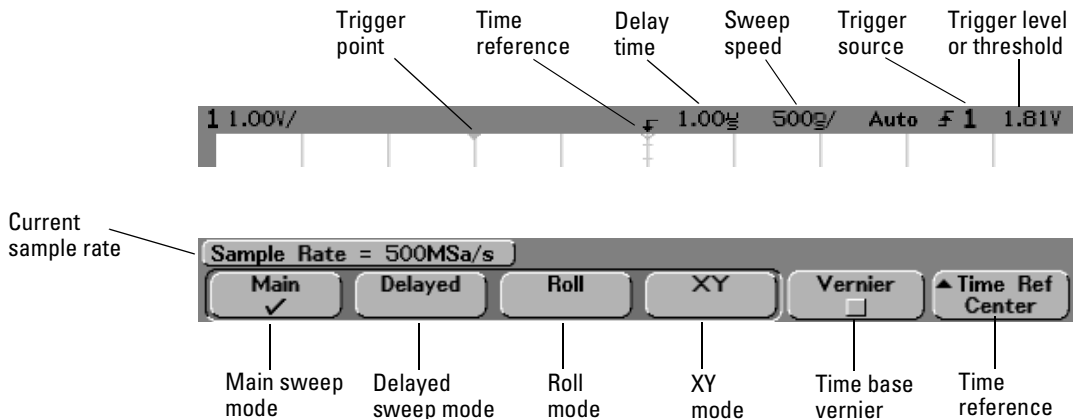 Trigger point
Time reference
Delay time
Sweep speed
Trigger source
Trigger level or threshold
1 1.00V/ 1.00us 500ns/ Auto 1 1.81V
Current sample rate
Sample Rate = 500MSa/s
Main Delayed Roll XY Vernier Time Ref Center
Main sweep mode
Delayed sweep mode
Roll mode
XY mode
Time base vernier
Time reference